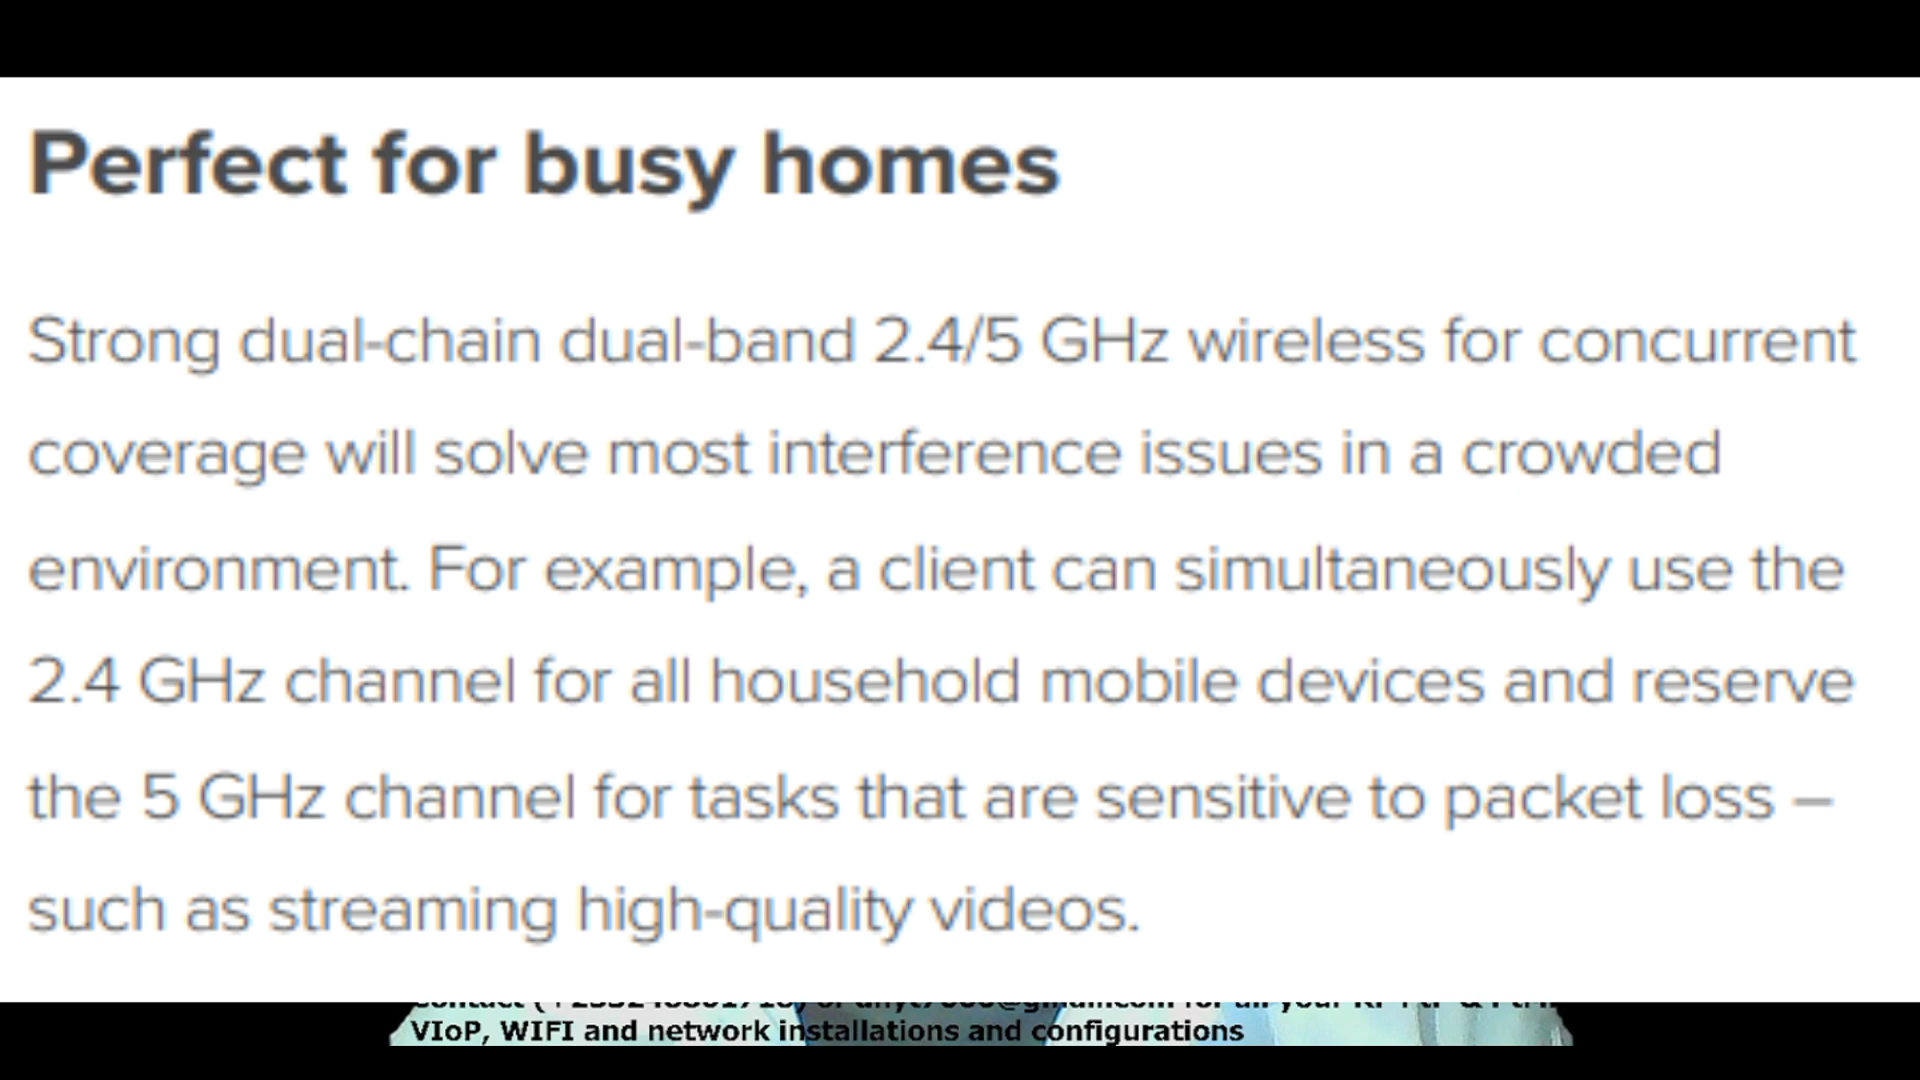 Perfect for busy homes
Strong dual-chain dual-band 2.4/5 GHz wireless for concurrent
coverage will solve most interference issues in a crowded
environment. For example, a client can simultaneously use the
2.4 GHz channel for all household mobile devices and reserve
the 5 GHz channel for tasks that are sensitive to packet loss –
such as streaming high-quality videos.
for all your
VIoP, WIFI and network installations and configurations